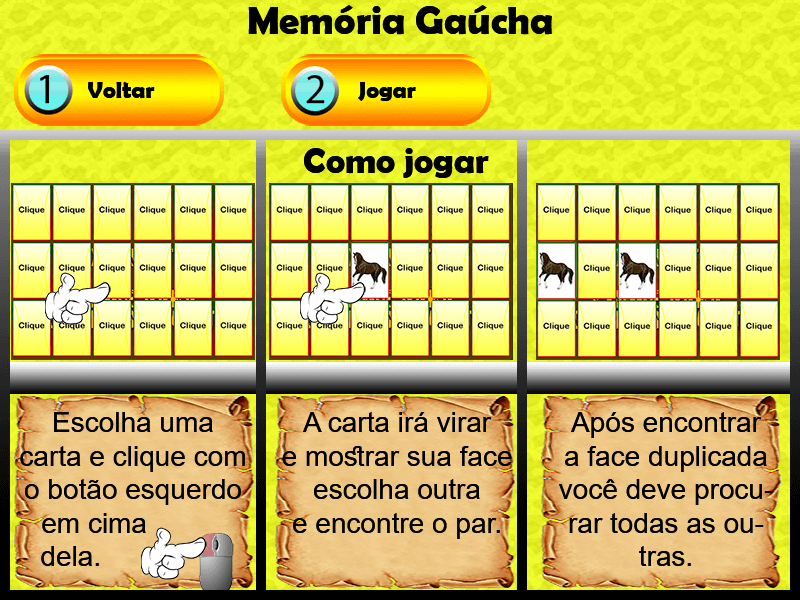 Memória Gaúcha
1 Voltar
2 Jogar
Como jogar
Clique Clique Clique Clique Clique Clique
Clique Clique Clique Clique Clique Clique
Clique Clique Clique Clique Clique Clique
Clique Clique Clique Clique Clique Clique
Clique Clique Clique Clique Clique
Clique Clique Clique Clique Clique Clique
Clique Clique Clique Clique Clique Clique
Clique Clique Clique Clique
Clique Clique Clique Clique Clique Clique
Escolha uma
carta e clique com
o botão esquerdo
em cima
dela.
A carta irá virar
e mostrar sua face
escolha outra
e encontre o par.
Após encontrar
a face duplicada
você deve procu-
rar todas as ou-
tras.